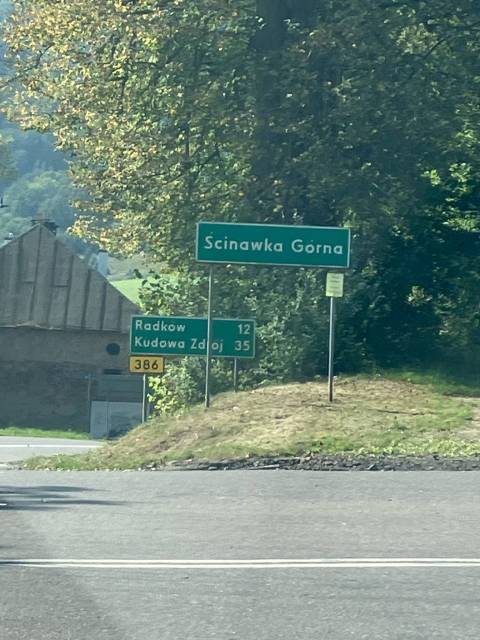 Ścinawka Górna
Radków 12
Kudowa Zdrój 35
386